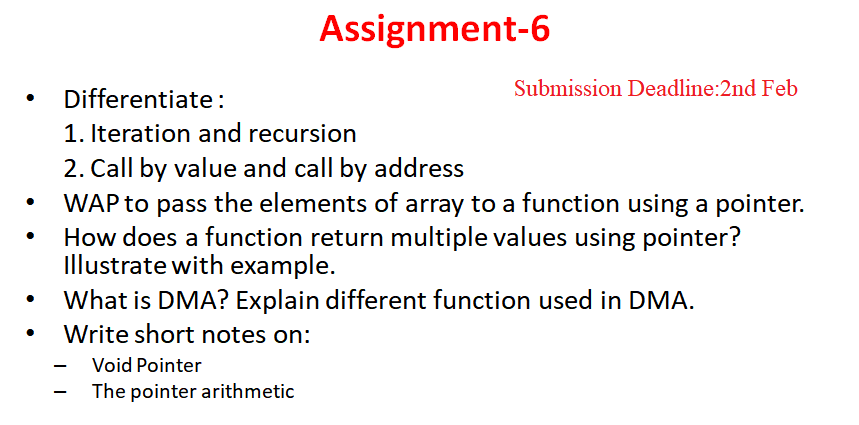 Assignment-6
Submission Deadline:2nd Feb
• Differentiate :
1. Iteration and recursion
2. Call by value and call by address
• WAP to pass the elements of array to a function using a pointer.
• How does a function return multiple values using pointer?
Illustrate with example.
• What is DMA? Explain different function used in DMA.
• Write short notes on:
– Void Pointer
– The pointer arithmetic